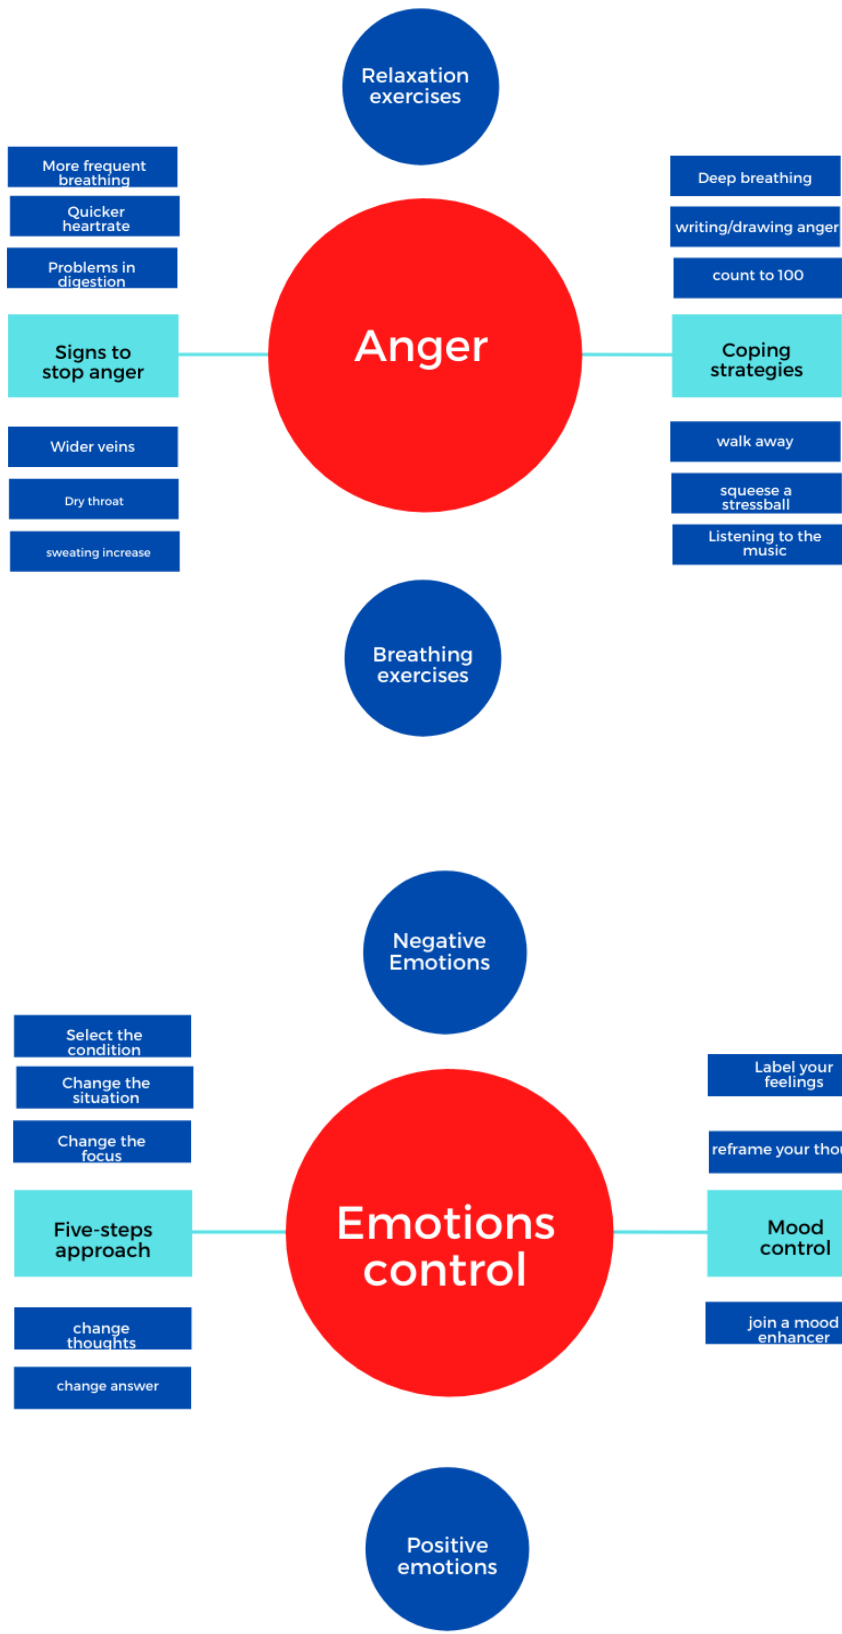 Relaxation
exercises
More frequent
breathing
Quicker
heartrate
Problems in
digestion
Signs to
stop anger
Wider veins
Dry throat
sweating increase
Anger
Deep breathing
writing/drawing anger
count to 100
Coping
strategies
walk away
squeese a
stressball
Listening to the
music
Breathing
exercises
Negative
Emotions
Select the
condition
Change the
situation
Change the
focus
Five-steps
approach
change
thoughts
change answer
Emotions
control
Label your
feelings
reframe your
Mood
control
join a mood
enhancer
Positive
emotions